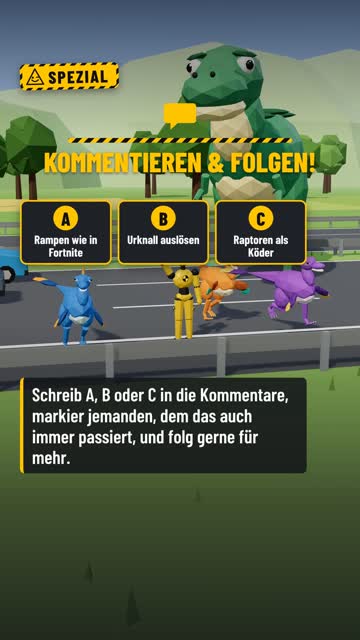 SPEZIAL
KOMMENTIEREN & FOLGEN!
A
Rampen wie in
Fortnite
B
Urknall auslösen
C
Raptoren als
Köder
Schreib A, B oder C in die Kommentare,
markier jemanden, dem das auch
immer passiert, und folg gerne für
mehr.